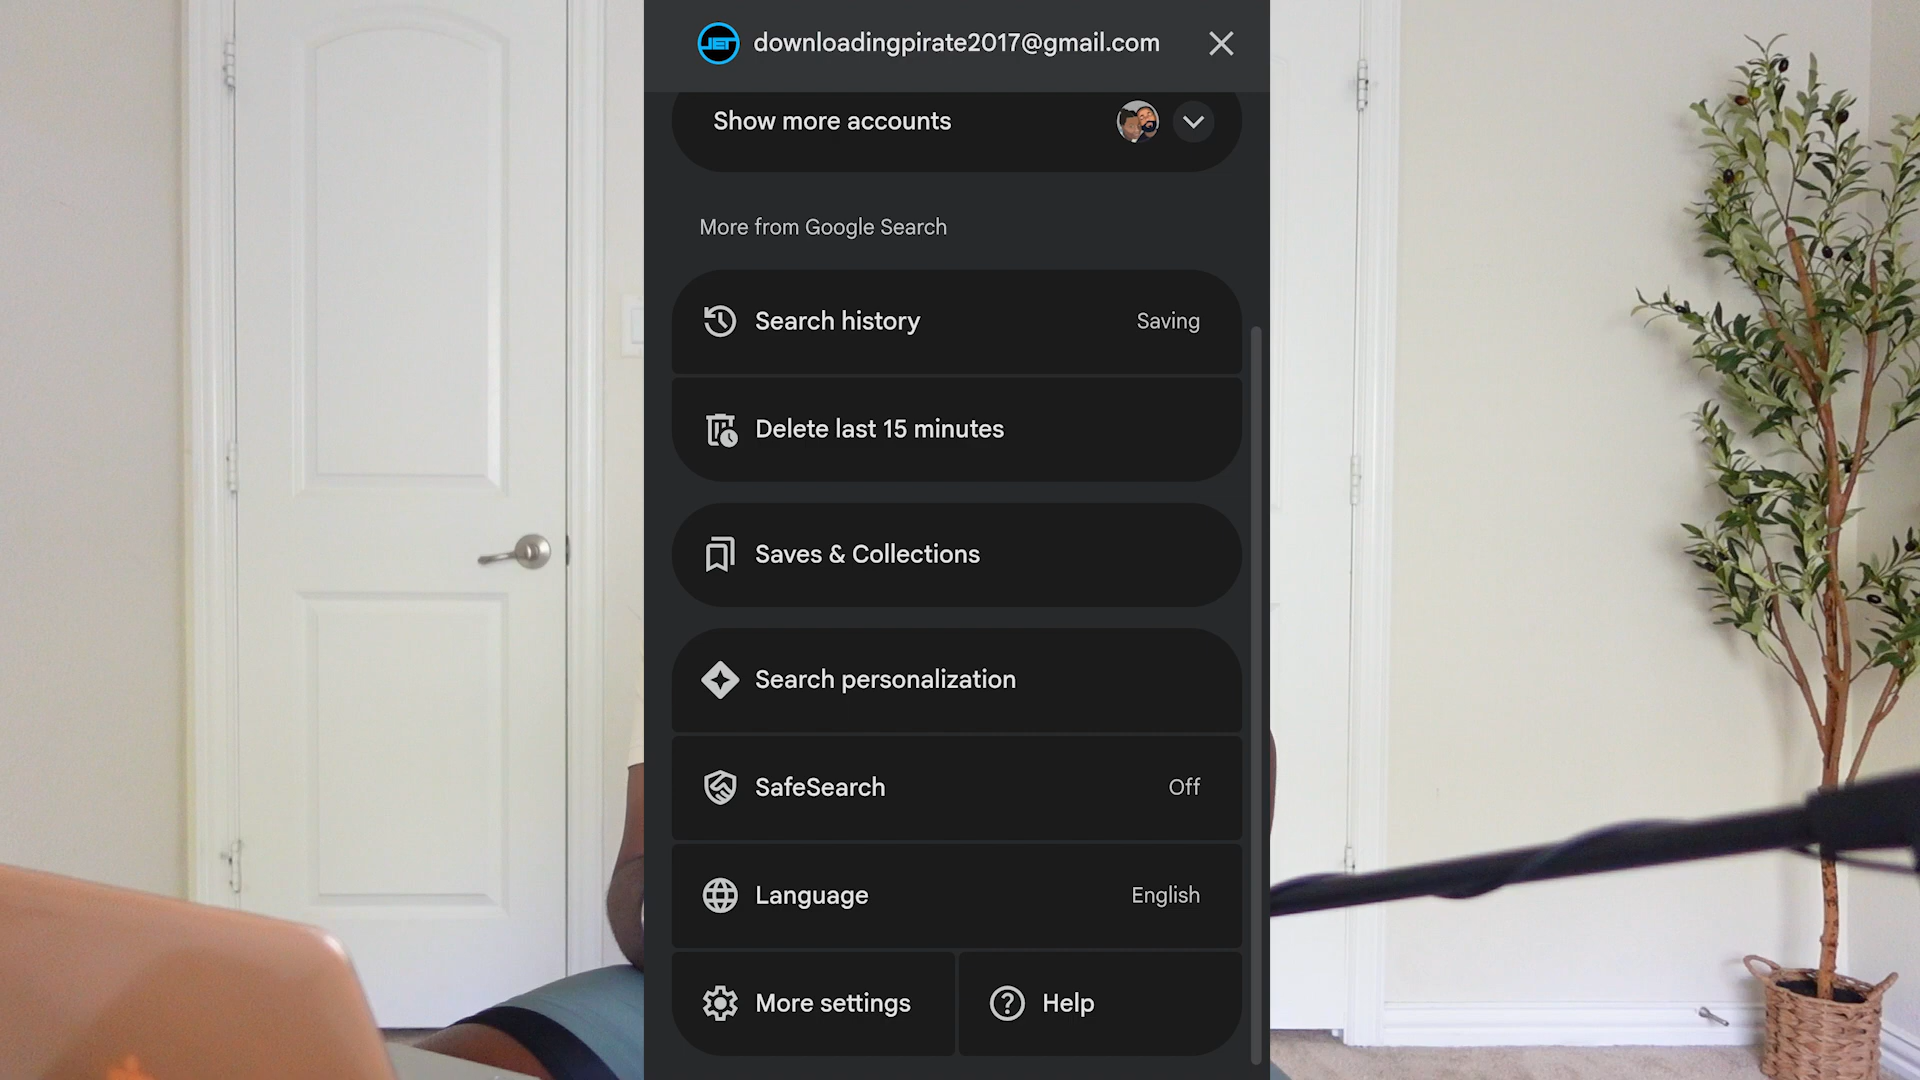 JET
downloadingpirate2017@gmail.com
Show more accounts
More from Google Search
Search history
Saving
Delete last 15 minutes
Saves & Collections
Search personalization
SafeSearch
Off
Language
English
More settings
Help